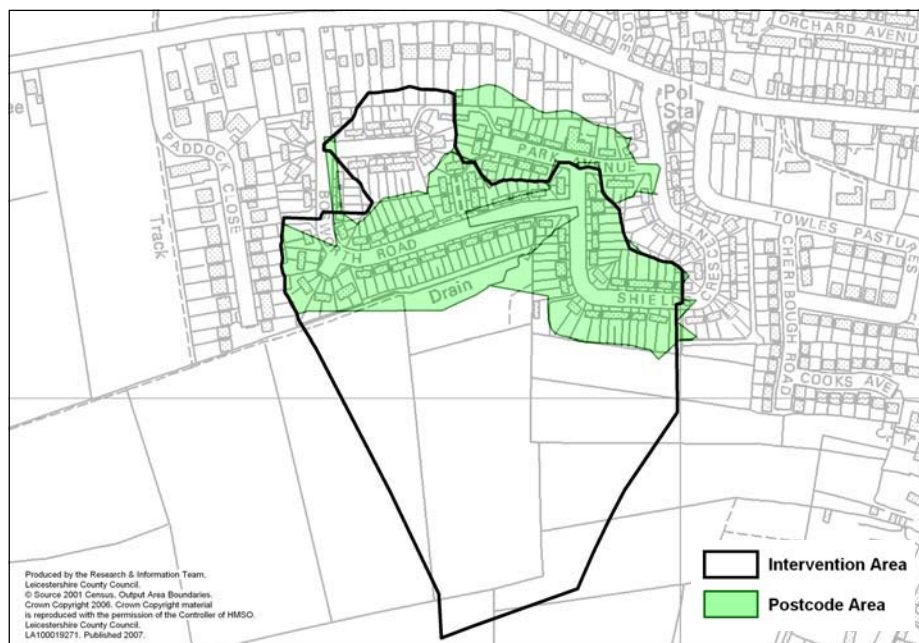 ORCHARD AVENUE
Pol
Sta
PADDOCK CLOSE
PARK
Track
TOWLES PASTURES
CRESCENT
ROAD
Drain
SHIEL
CHERIBOUGH ROAD
COOKS AVE
Intervention Area
Postcode Area
Produced by the Research & Information Team,
Leicestershire County Council.
© Source 2001 Census, Output Area Boundaries.
Crown Copyright 2006. Crown Copyright material
is reproduced with the permission of the Controller of HMSO.
Leicestershire County Council.
LA100019271. Published 2007.